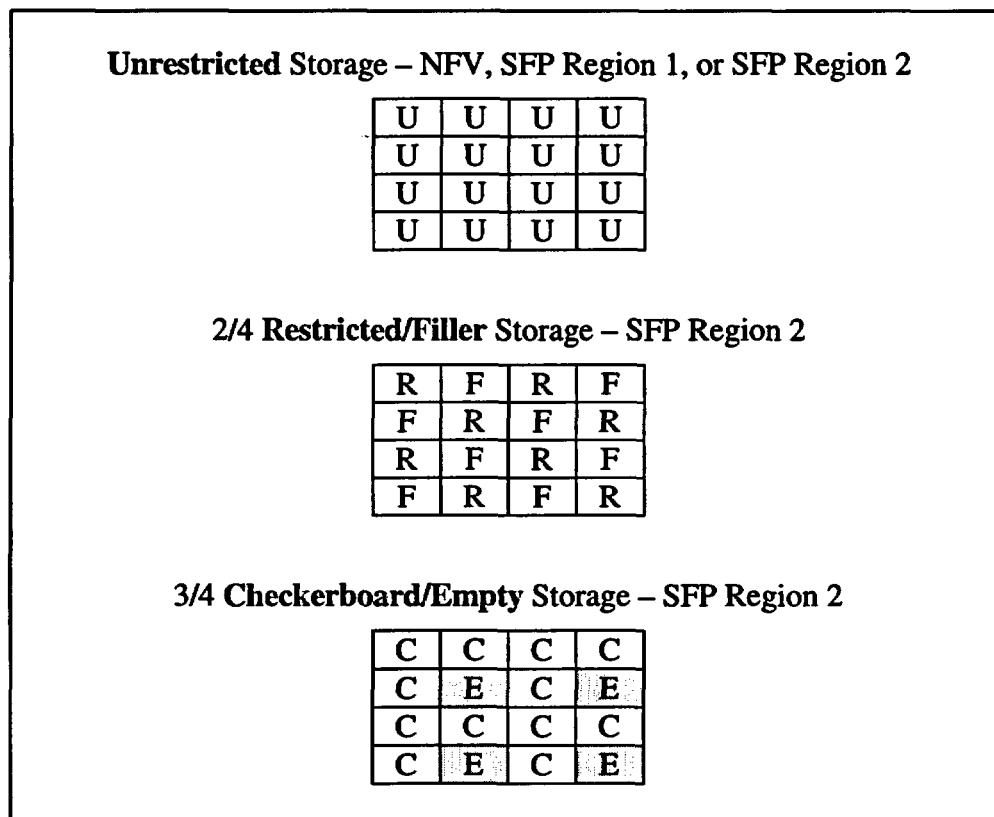 Unrestricted Storage – NFV, SFP Region 1, or SFP Region 2
U U U U
U U U U
U U U U
U U U U
2/4 Restricted/Filler Storage – SFP Region 2
R F R F
F R F R
R F R F
F R F R
3/4 Checkerboard/Empty Storage – SFP Region 2
C C C C
C E C E
C C C C
C E C E